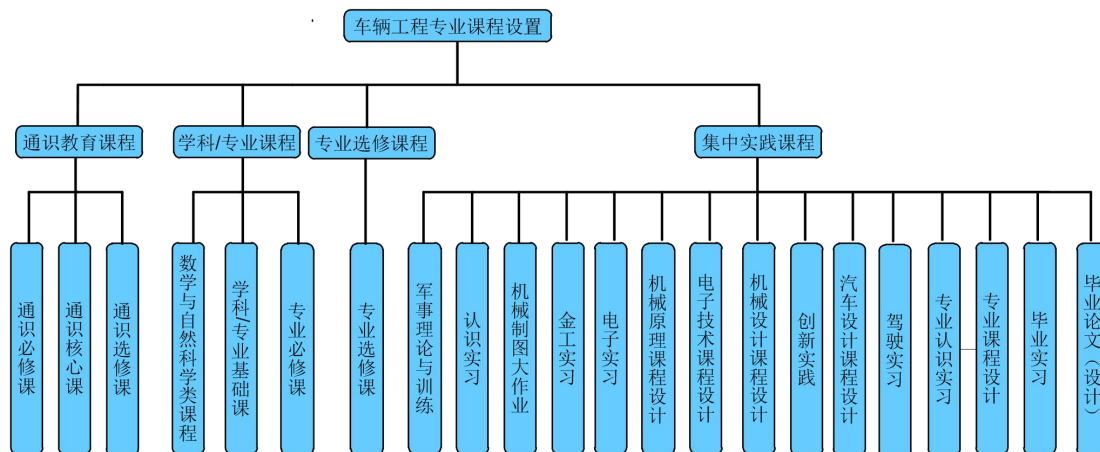 车辆工程专业课程设置
通识教育课程
学科/专业课程
专业选修课程
集中实践课程
通识必修课
通识核心课
通识选修课
数学与自然科学类课程
学科/专业基础课
专业必修课
专业选修课
军事理论与训练
认识实习
机械制图大作业
金工实习
电子实习
机械原理课程设计
电子技术课程设计
机械设计课程设计
创新实践
汽车设计课程设计
驾驶实习
专业认识实习
专业课程设计
毕业实习
毕业论文（设计）